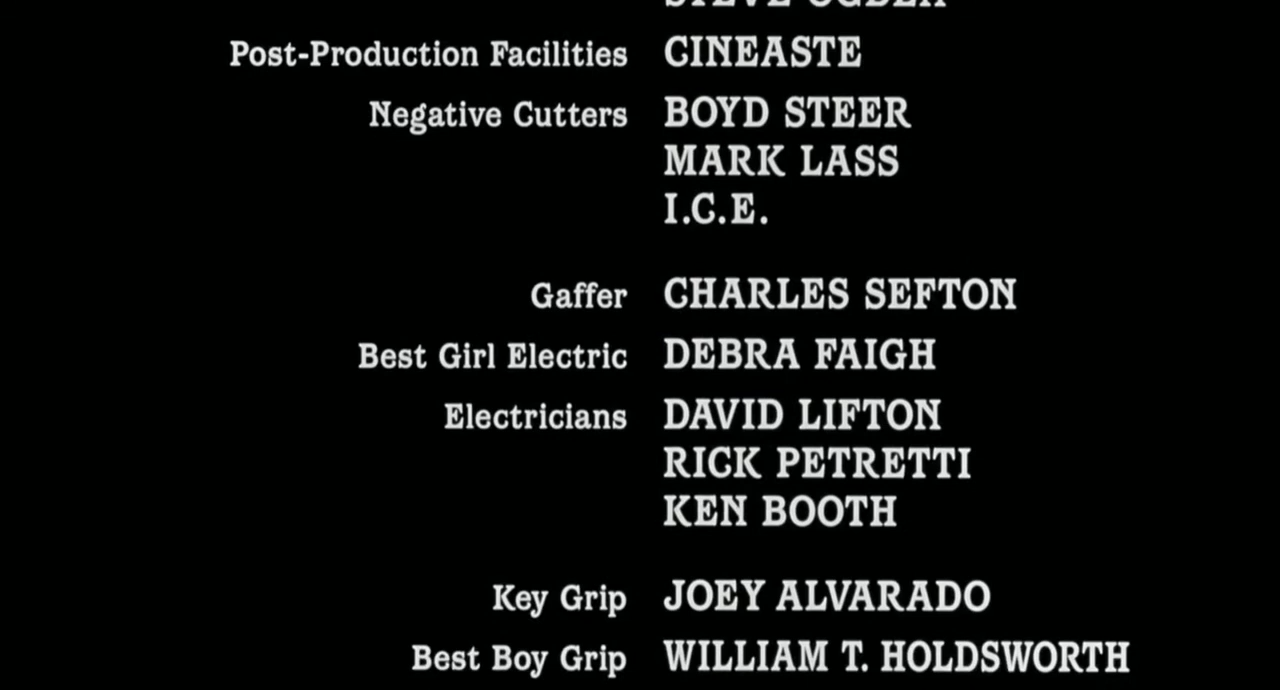 Post-Production Facilities CINEASTE
Negative Cutters BOYD STEER
MARK LASS
I.C.E.
Gaffer CHARLES SEFTON
Best Girl Electric DEBRA FAIGH
Electricians DAVID LIFTON
RICK PETRETTI
KEN BOOTH
Key Grip JOEY ALVARADO
Best Boy Grip WILLIAM T. HOLDSWORTH